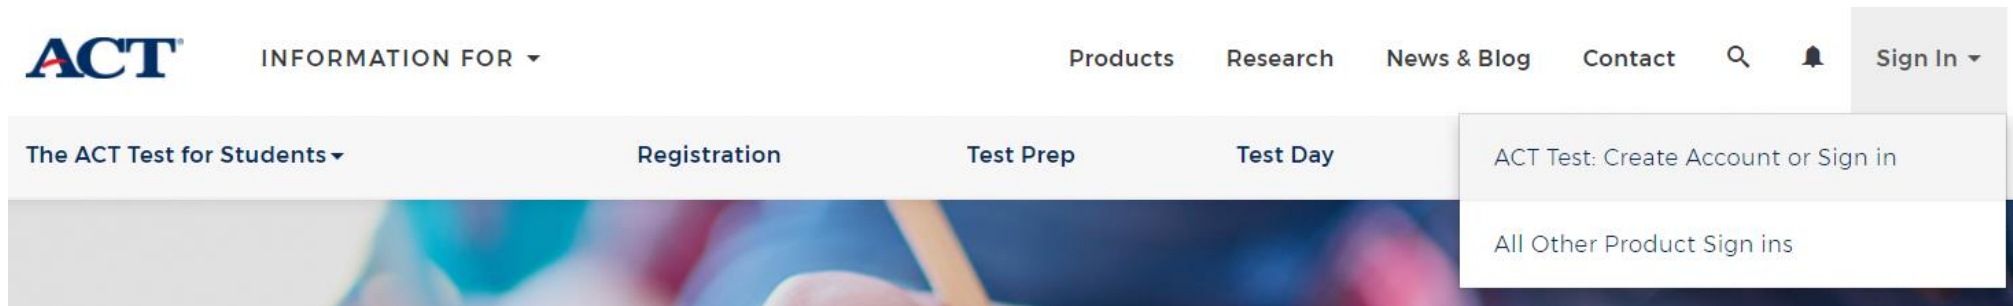 ACT INFORMATION FOR Products Research News & Blog Contact Sign In
The ACT Test for Students Registration Test Prep Test Day
ACT Test: Create Account or Sign in
All Other Product Sign ins